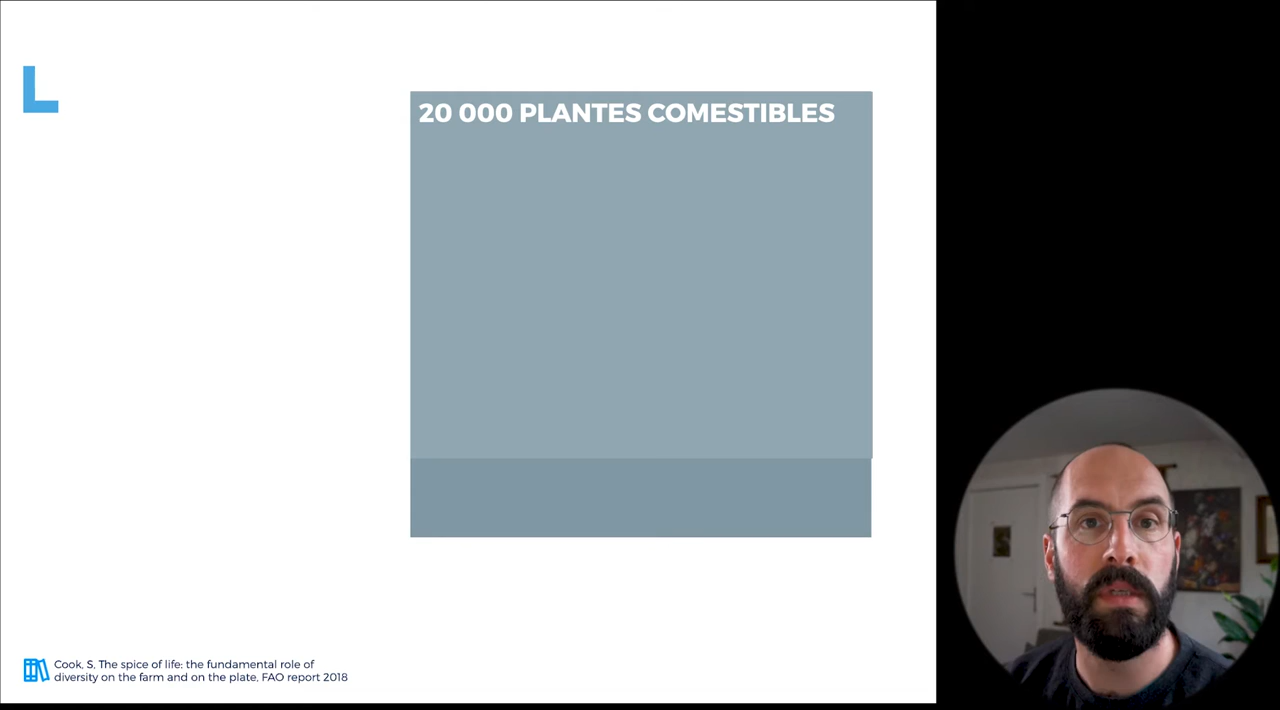 L
20 000 PLANTES COMESTIBLES
Cook, S, The spice of life: the fundamental role of
diversity on the farm and on the plate, FAO report 2018